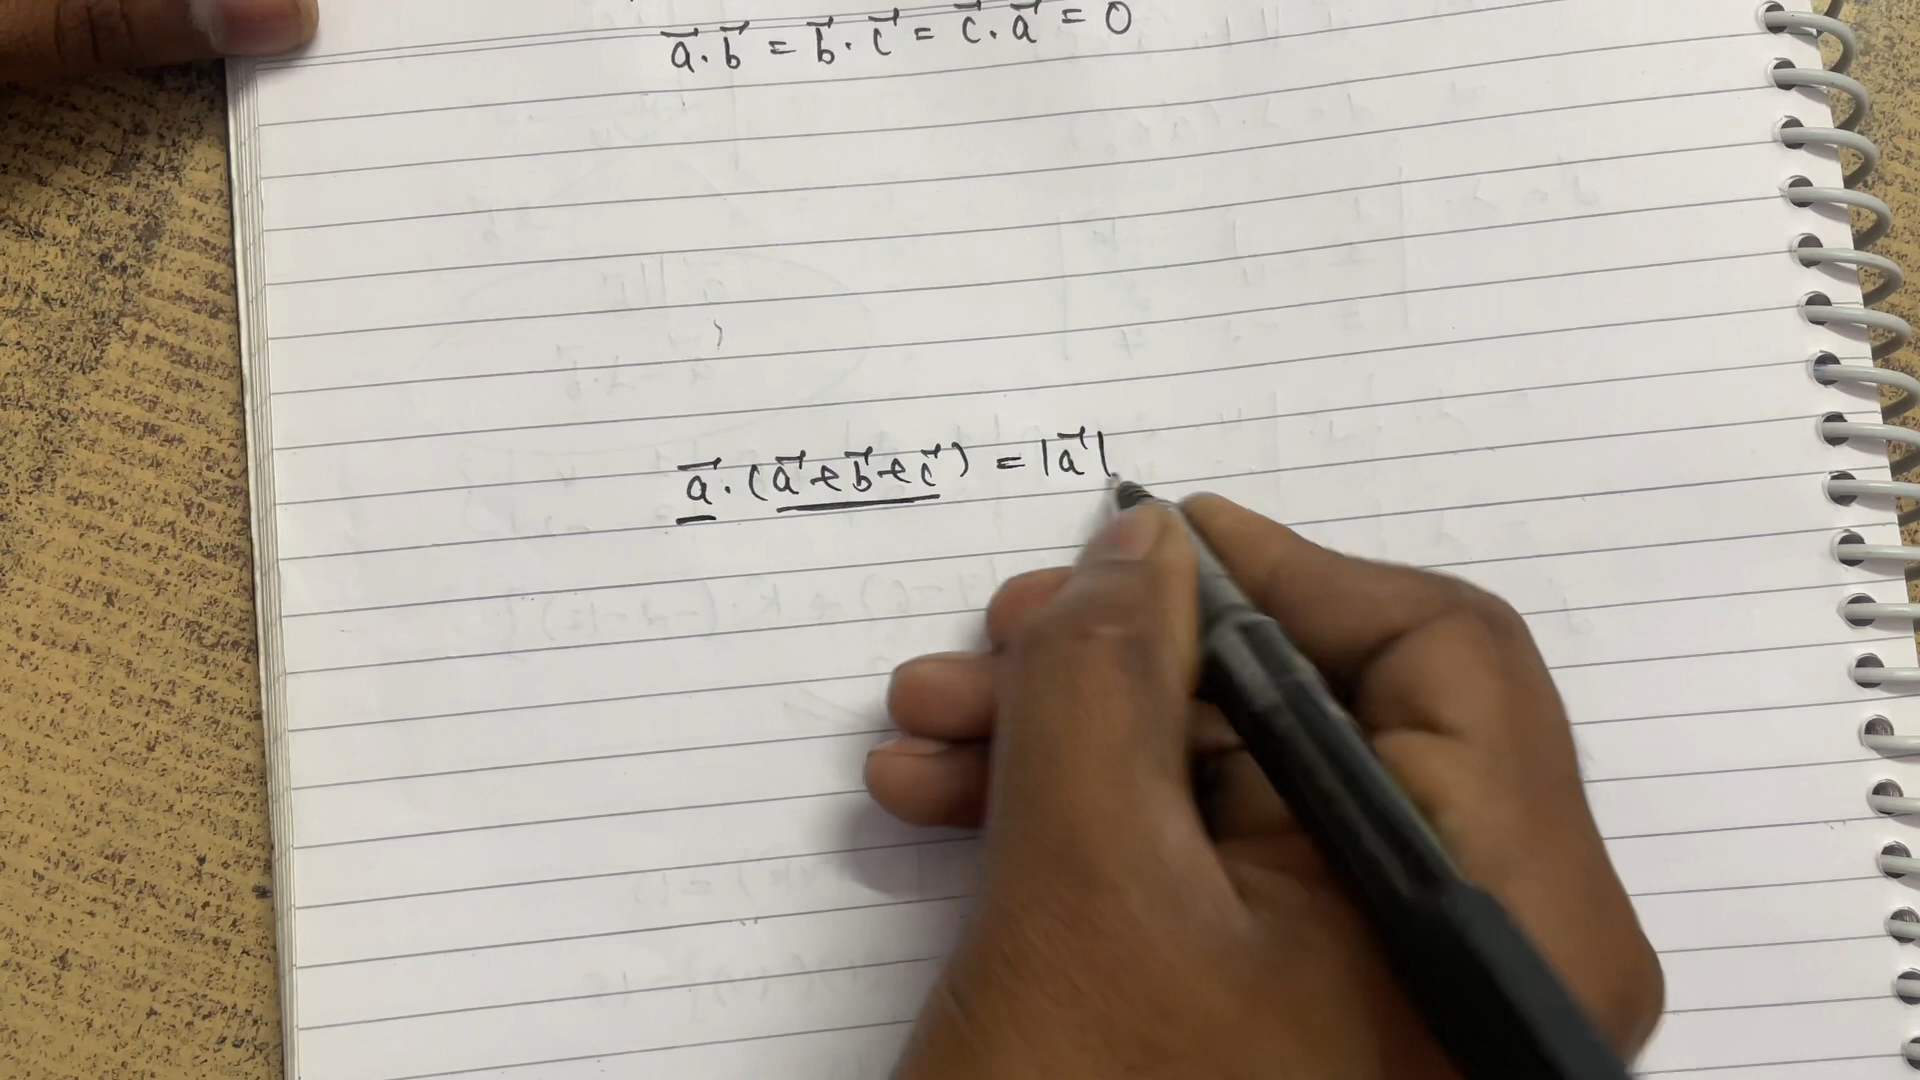 a⃗ . b⃗ = b⃗ . c⃗ = c⃗ . a⃗ = 0
a⃗ . (a⃗ + b⃗ + c⃗) = |a⃗|